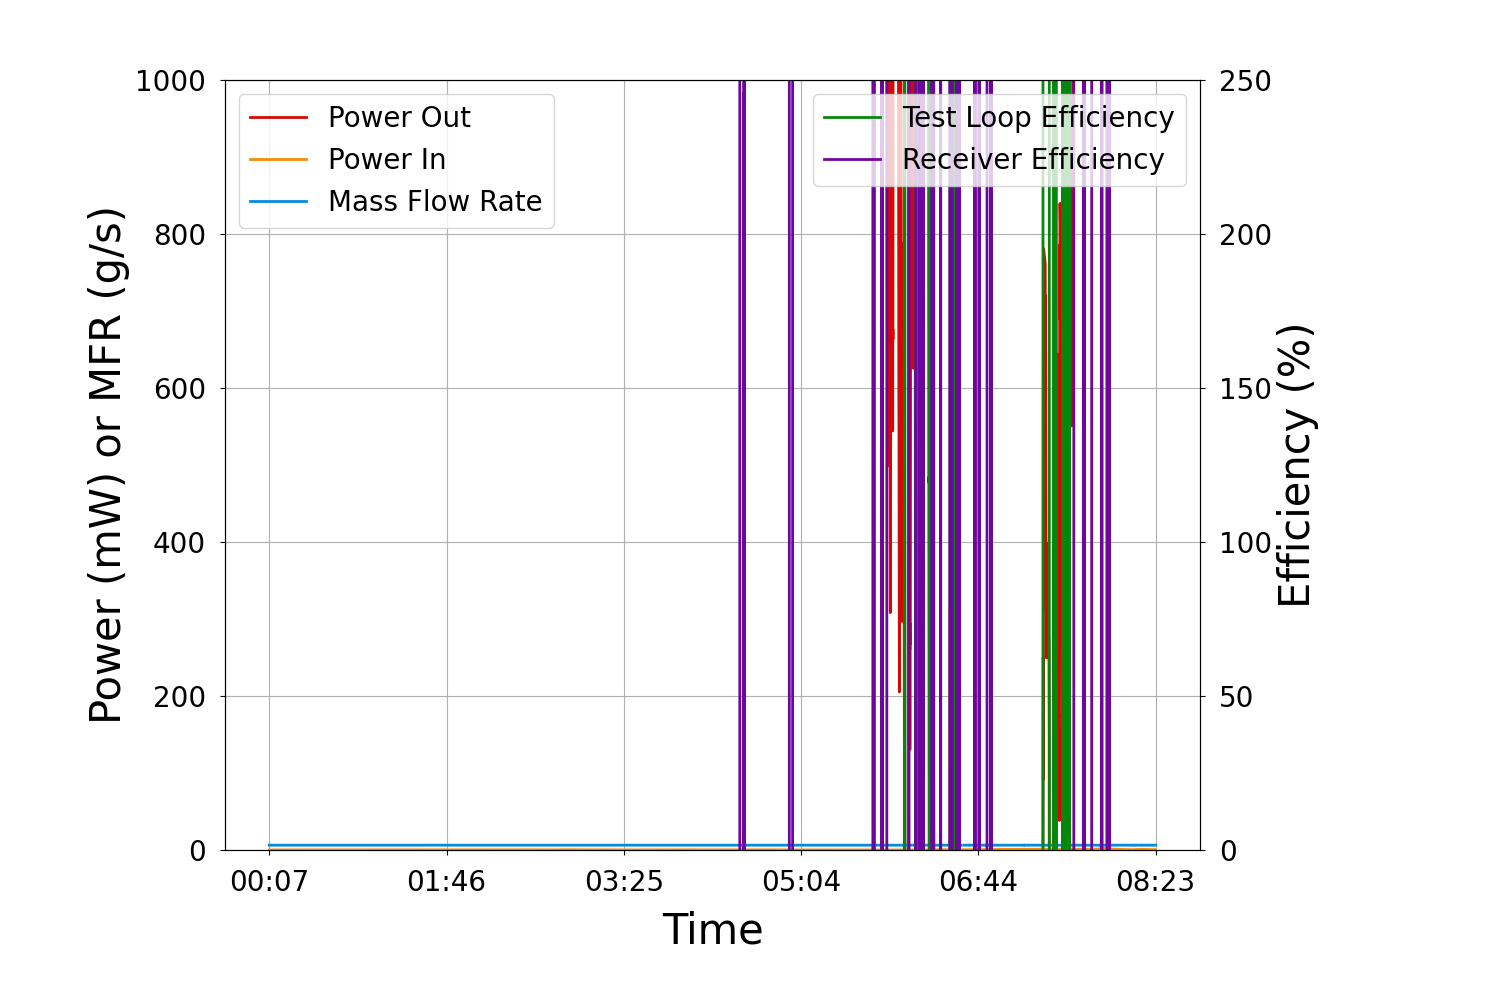 Power (mW) or MFR (g/s)
1000
800
600
400
200
0
Power Out
Power In
Mass Flow Rate
Test Loop Efficiency
Receiver Efficiency
250
200
150
100
50
0
Efficiency (%)
00:07 01:46 03:25 05:04 06:44 08:23
Time